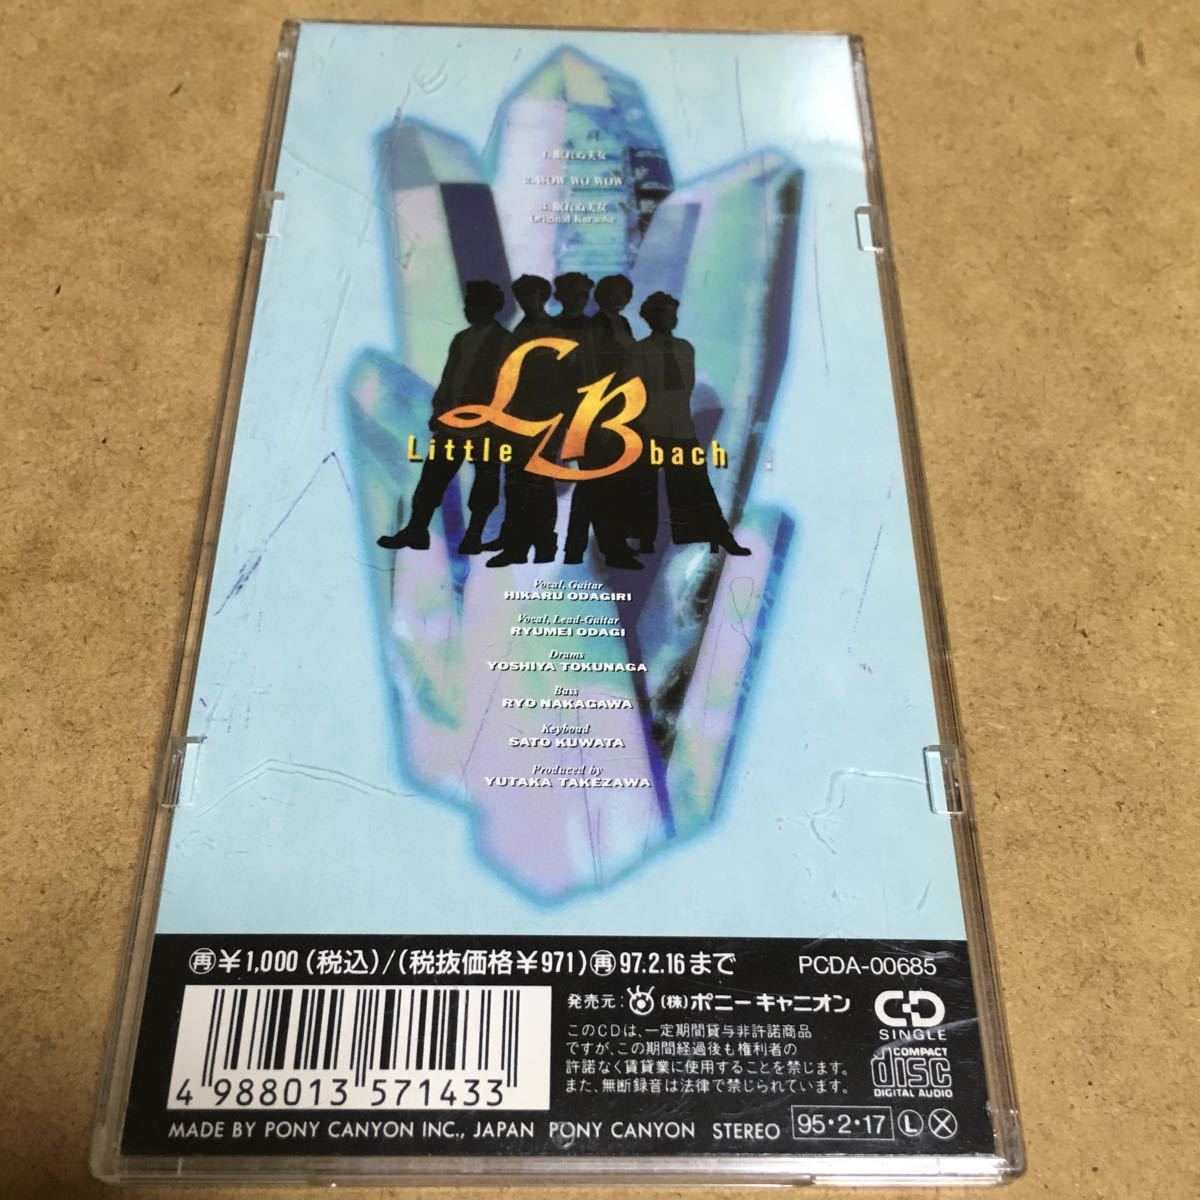 1. 眠れぬ美女
2. WOW WO WOW
3. 眠れぬ美女
Original Karaoke
LB
Little bach
Vocal, Guitar
HIKARU ODAGIRI
Vocal, Lead-Guitar
RYUMEI ODAGI
Drums
YOSHIYA TOKUNAGA
Bass
RYO NAKAGAWA
Keyboad
SATO KUWATA
Produced by
YUTAKA TAKEZAWA
再¥1,000(税込)/(税抜価格¥971)再97.2.16まで PCDA-00685
発売元: (株)ポニーキャニオン
このCDは、一定期間貸与非許諾商品
ですが、この期間経過後も権利者の
許諾なく賃貸業に使用することを禁じます。
また、無断録音は法律で禁じられています。
CD
SINGLE
COMPACT
disc
DIGITAL AUDIO
4 988013 571433
MADE BY PONY CANYON INC., JAPAN PONY CANYON STEREO 95・2・17 L X